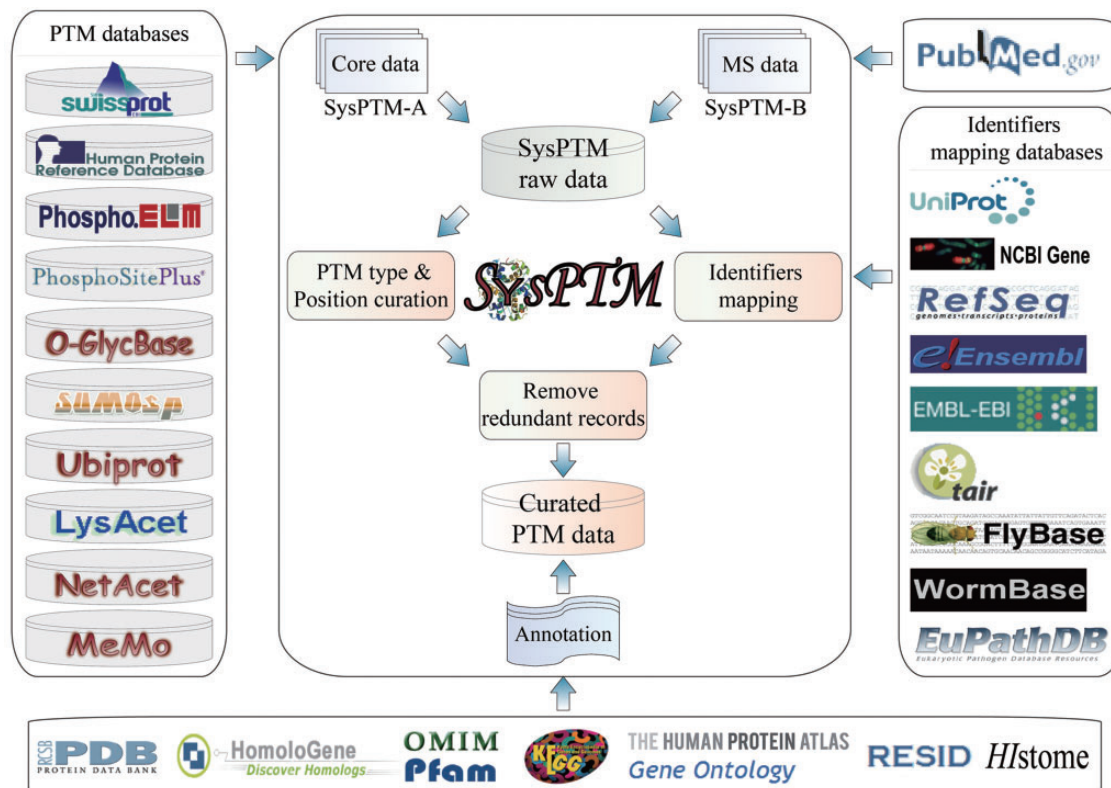 PTM databases
swissprot
Human Protein
Reference Database
Phospho.ELM
PhosphoSitePlus®
O-GlycBase
SUMOsp
Ubiprot
LysAcet
NetAcet
MeMo
Core data
SysPTM-A
MS data
SysPTM-B
SysPTM
raw data
PTM type &
Position curation
SysPTM
Identifiers
mapping
Remove
redundant records
Curated
PTM data
Annotation
PubMed.gov
Identifiers
mapping databases
UniProt
NCBI Gene
RefSeq
genomes·transcripts·proteins
e!Ensembl
EMBL-EBI
tair
FlyBase
WormBase
EuPathDB
Eukaryotic Pathogen Database Resources
RCSB
PDB
PROTEIN DATA BANK
HomoloGene
Discover Homologs
OMIM
Pfam
KEGG
THE HUMAN PROTEIN ATLAS
Gene Ontology
RESID
HIstome